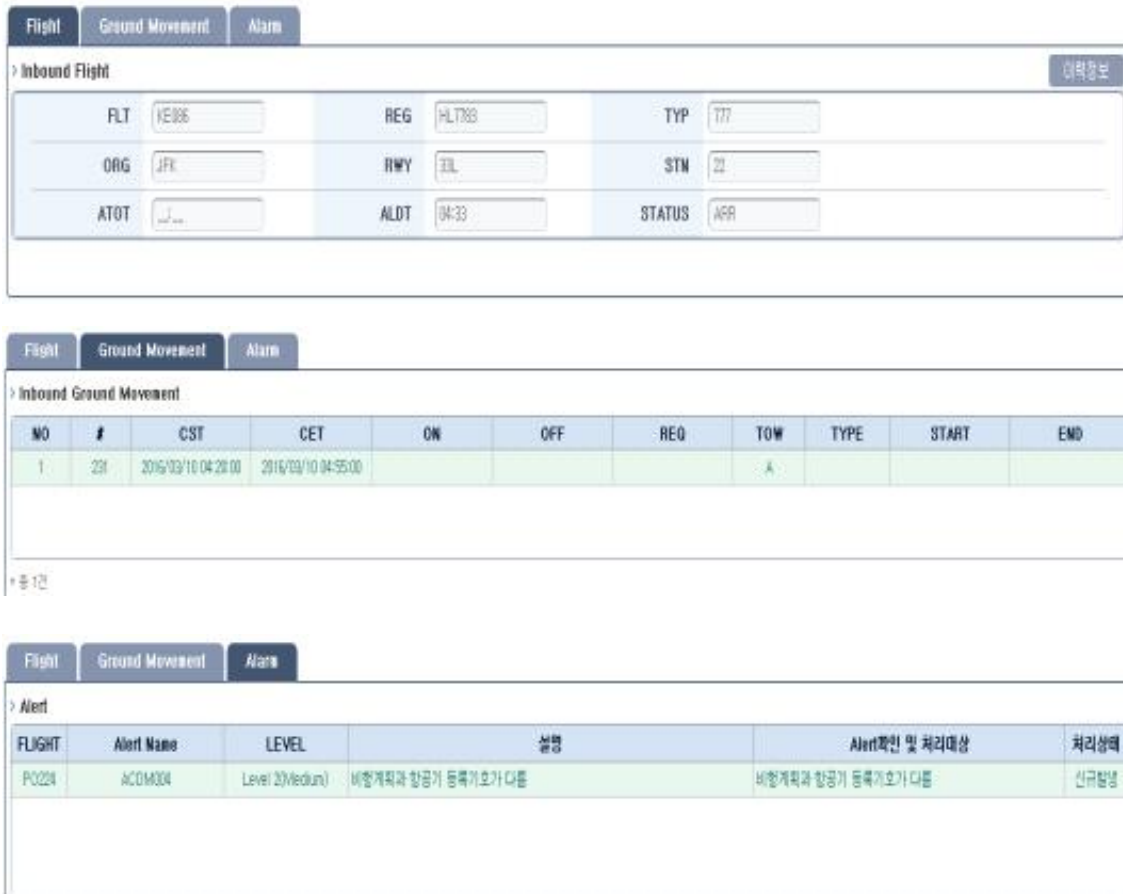 Flight Ground Movement Alarm
> Inbound Flight 이력정보
FLT KE086 REG HL7783 TYP 777
ORG JFK RWY 33L STN 22
ATOT __:__ ALDT 04:33 STATUS ARR
Flight Ground Movement Alarm
> Inbound Ground Movement
NO # CST CET ON OFF REQ TOW TYPE START END
1 231 2016/03/10 04:20:00 2016/03/10 04:55:00 A
* 총 1건
Flight Ground Movement Alarm
> Alert
FLIGHT Alert Name LEVEL 설명 Alert확인 및 처리대상 처리상태
PO224 ACDM004 Level 2(Medium) 비행계획과 항공기 등록기호가 다름 비행계획과 항공기 등록기호가 다름 신규발생